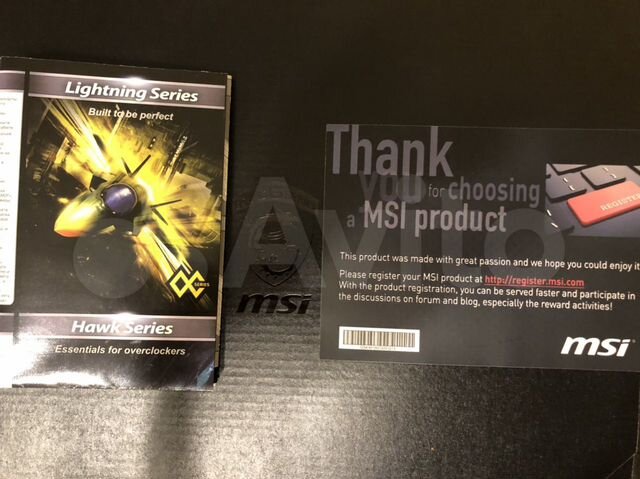 Lightning Series
Built to be perfect
OC
SERIES
Hawk Series
Essentials for overclockers
msi
Avito
Thank
you for choosing
a MSI product
REGISTER
This product was made with great passion and we hope you could enjoy it
Please register your MSI product at http://register.msi.com
With the product registration, you can be served faster and participate in
the discussions on forum and blog, especially the reward activities!
msi